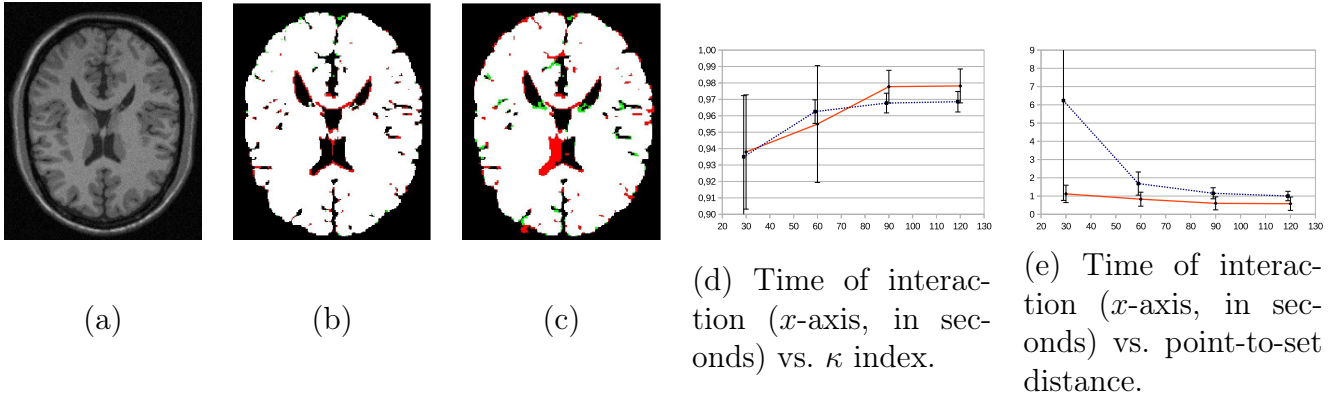 1,00
0,99
0,98
0,97
0,96
0,95
0,94
0,93
0,92
0,91
0,90
20 30 40 50 60 70 80 90 100 110 120 130
9
8
7
6
5
4
3
2
1
0
20 30 40 50 60 70 80 90 100 110 120 130
(a)
(b)
(c)
(d) Time of interac-
tion (x-axis, in sec-
onds) vs. κ index.
(e) Time of interac-
tion (x-axis, in sec-
onds) vs. point-to-set
distance.